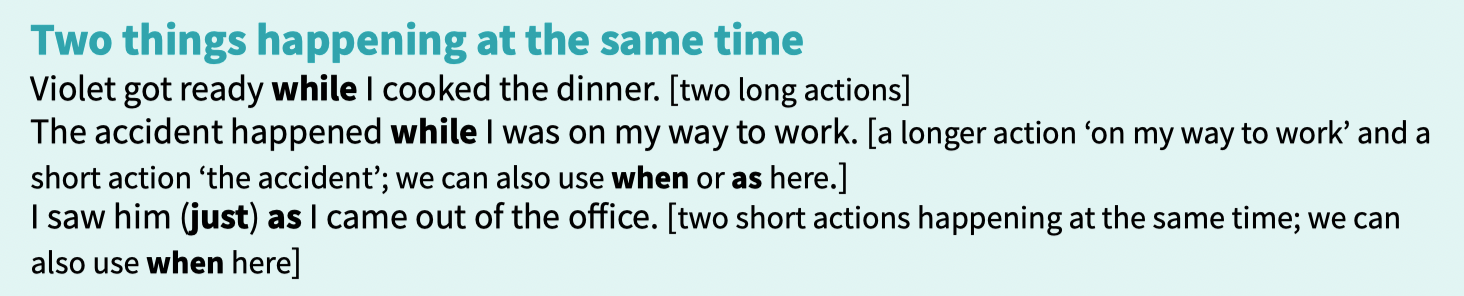 Two things happening at the same time
Violet got ready while I cooked the dinner. [two long actions]
The accident happened while I was on my way to work. [a longer action ‘on my way to work’ and a
short action ‘the accident’; we can also use when or as here.]
I saw him (just) as I came out of the office. [two short actions happening at the same time; we can
also use when here]